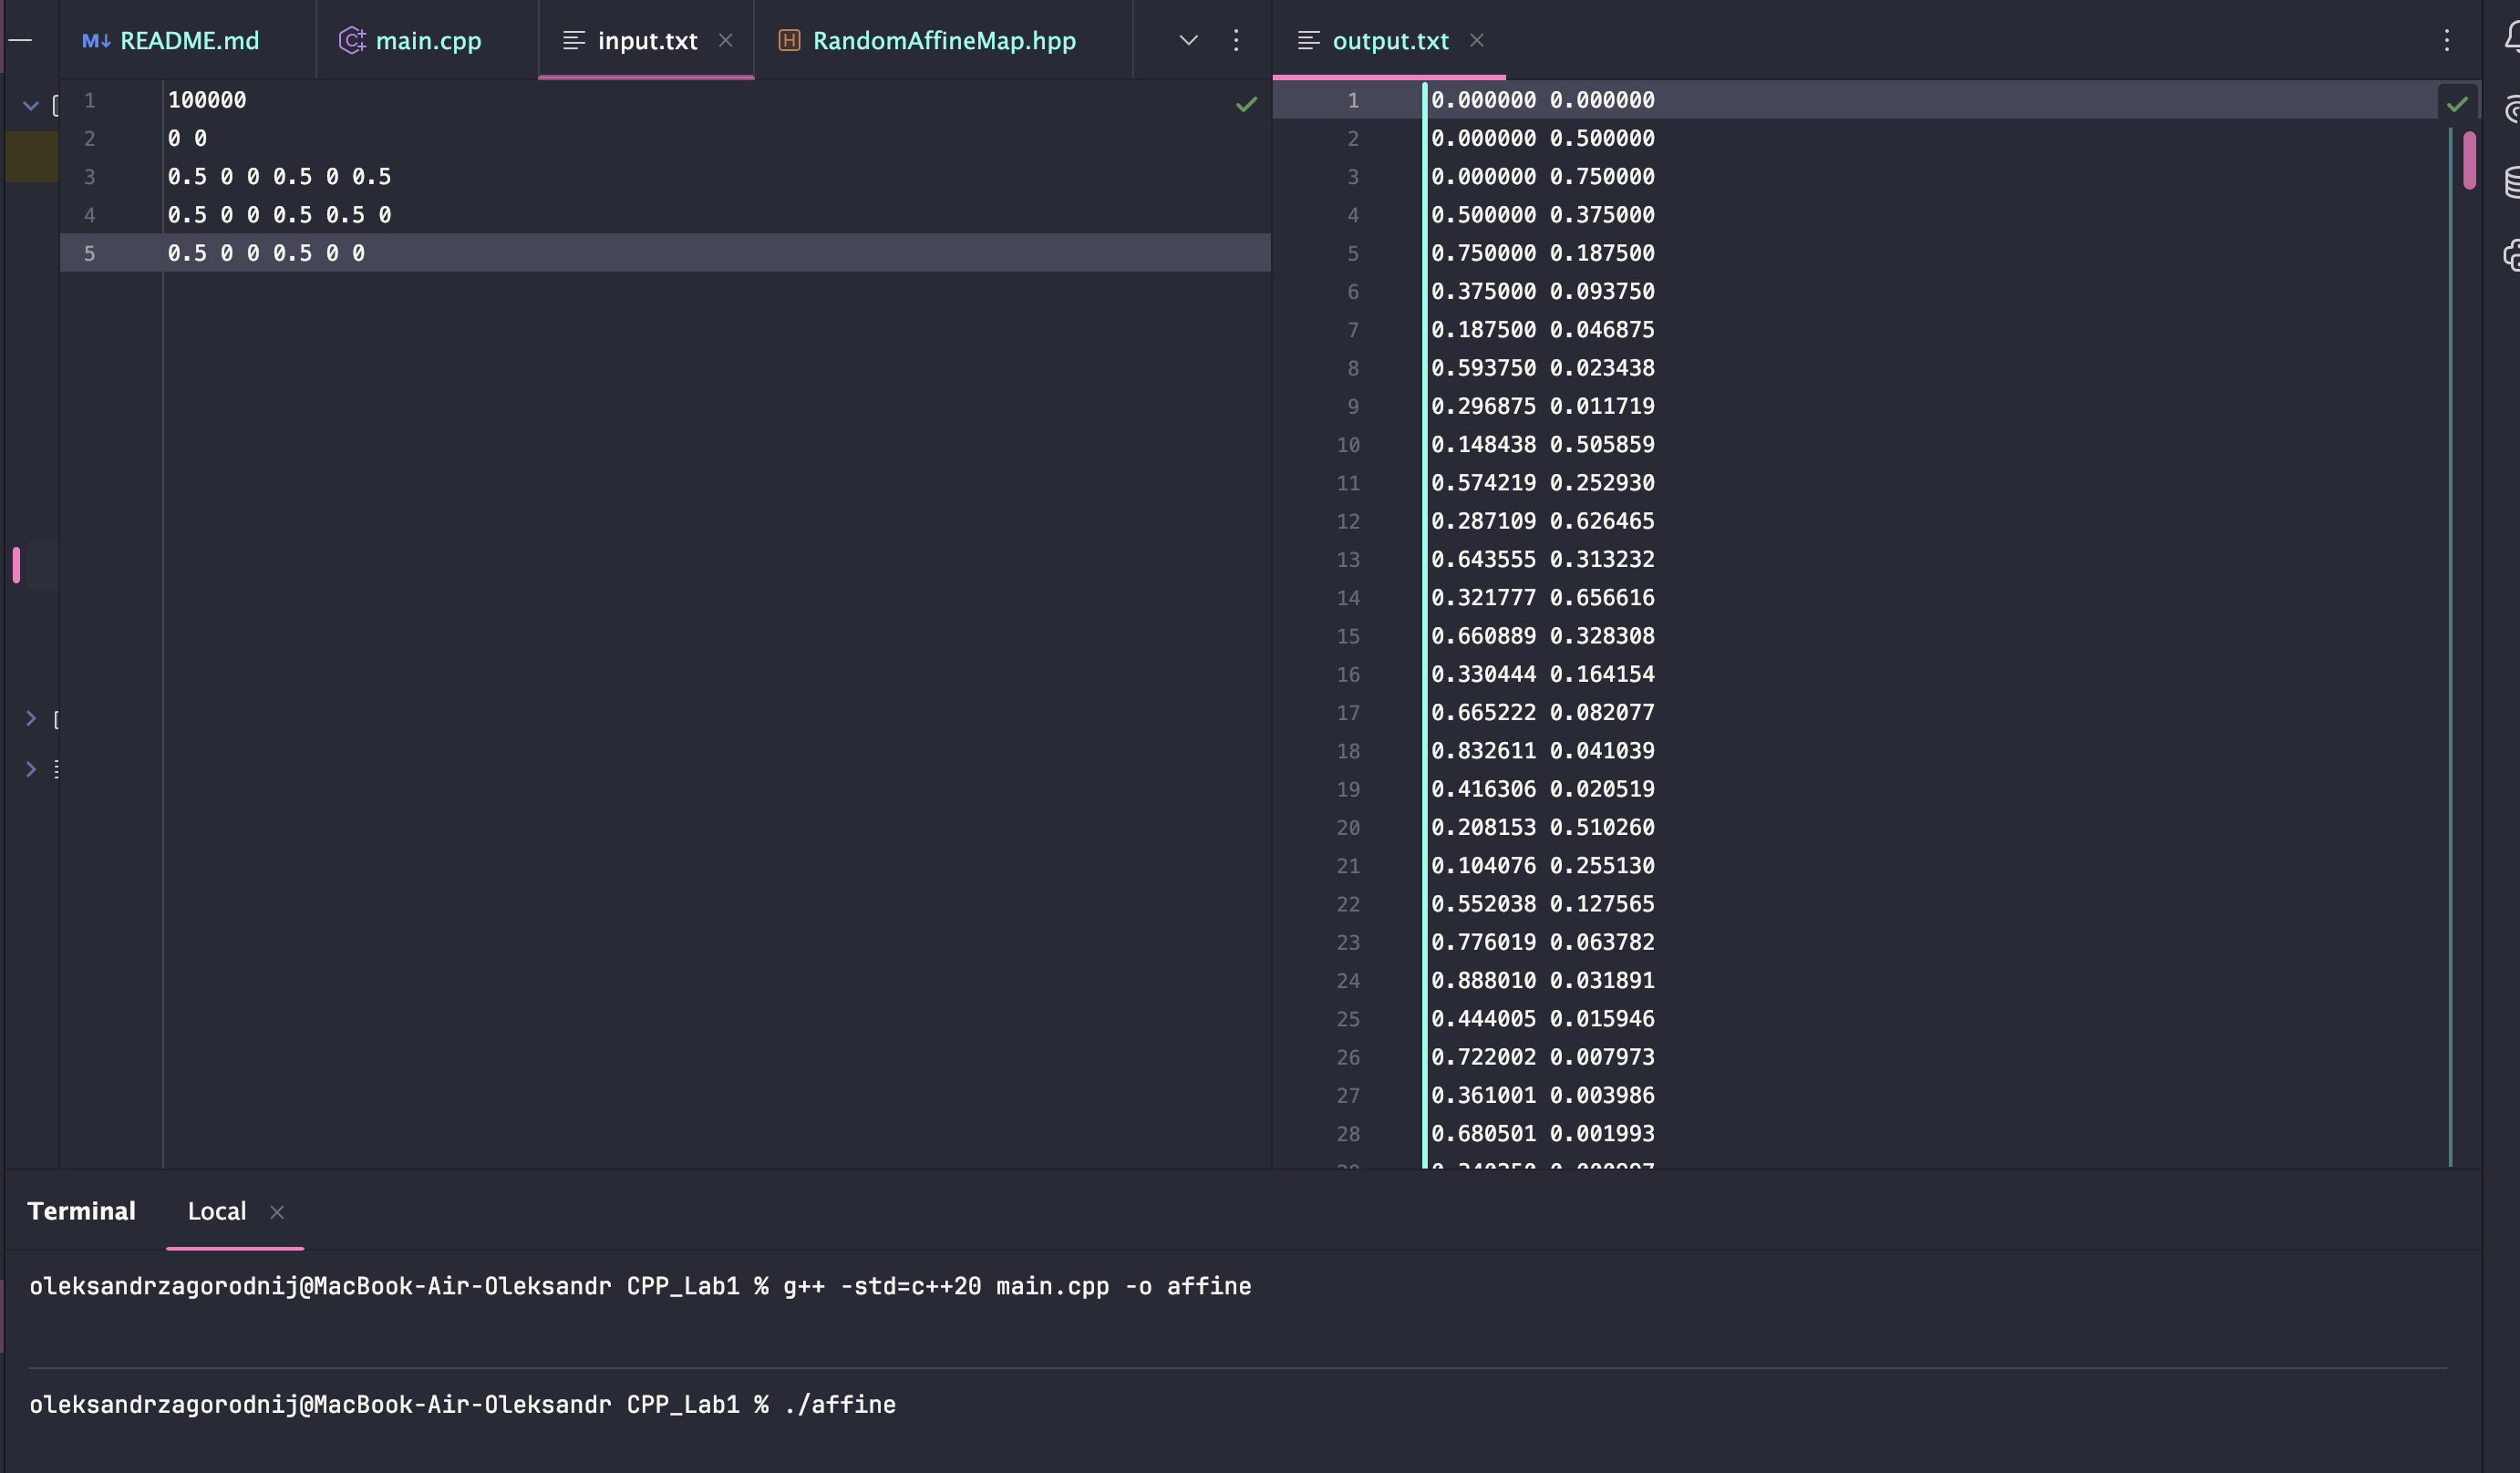 README.md
main.cpp
input.txt
RandomAffineMap.hpp
output.txt
1 100000
2 0 0
3 0.5 0 0 0.5 0 0.5
4 0.5 0 0 0.5 0.5 0
5 0.5 0 0 0.5 0 0
1 0.000000 0.000000
2 0.000000 0.500000
3 0.000000 0.750000
4 0.500000 0.375000
5 0.750000 0.187500
6 0.375000 0.093750
7 0.187500 0.046875
8 0.593750 0.023438
9 0.296875 0.011719
10 0.148438 0.505859
11 0.574219 0.252930
12 0.287109 0.626465
13 0.643555 0.313232
14 0.321777 0.656616
15 0.660889 0.328308
16 0.330444 0.164154
17 0.665222 0.082077
18 0.832611 0.041039
19 0.416306 0.020519
20 0.208153 0.510260
21 0.104076 0.255130
22 0.552038 0.127565
23 0.776019 0.063782
24 0.888010 0.031891
25 0.444005 0.015946
26 0.722002 0.007973
27 0.361001 0.003986
28 0.680501 0.001993
Terminal Local
oleksandrzagorodnij@MacBook-Air-Oleksandr CPP_Lab1 % g++ -std=c++20 main.cpp -o affine
oleksandrzagorodnij@MacBook-Air-Oleksandr CPP_Lab1 % ./affine